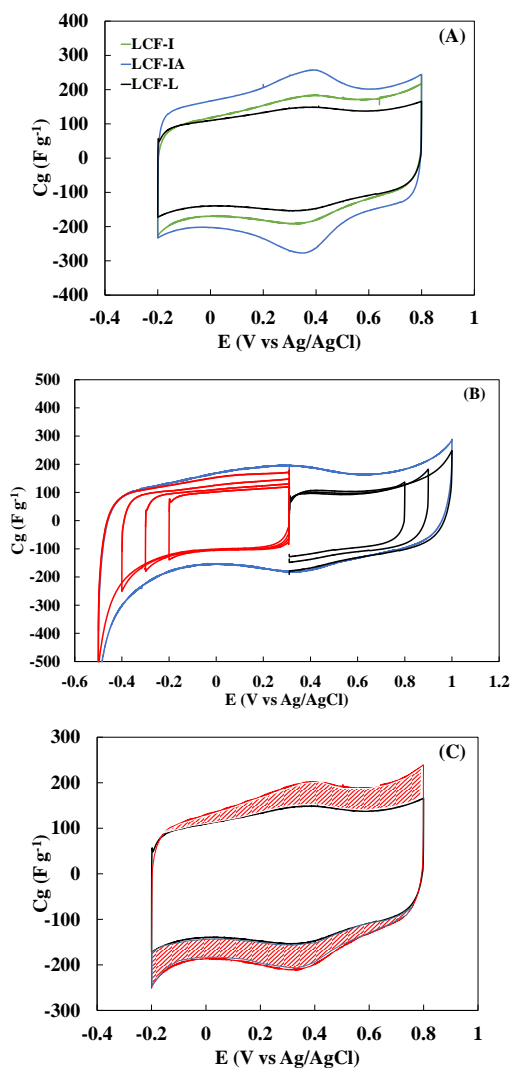 (A)
LCF-I
LCF-IA
LCF-L
400
300
200
100
0
-100
-200
-300
-400
Cg (F g-1)
-0.4 -0.2 0 0.2 0.4 0.6 0.8 1
E (V vs Ag/AgCl)
(B)
500
400
300
200
100
0
-100
-200
-300
-400
-500
Cg (F g-1)
-0.6 -0.4 -0.2 0 0.2 0.4 0.6 0.8 1 1.2
E (V vs Ag/AgCl)
(C)
300
200
100
0
-100
-200
-300
Cg (F g-1)
-0.4 -0.2 0 0.2 0.4 0.6 0.8 1
E (V vs Ag/AgCl)